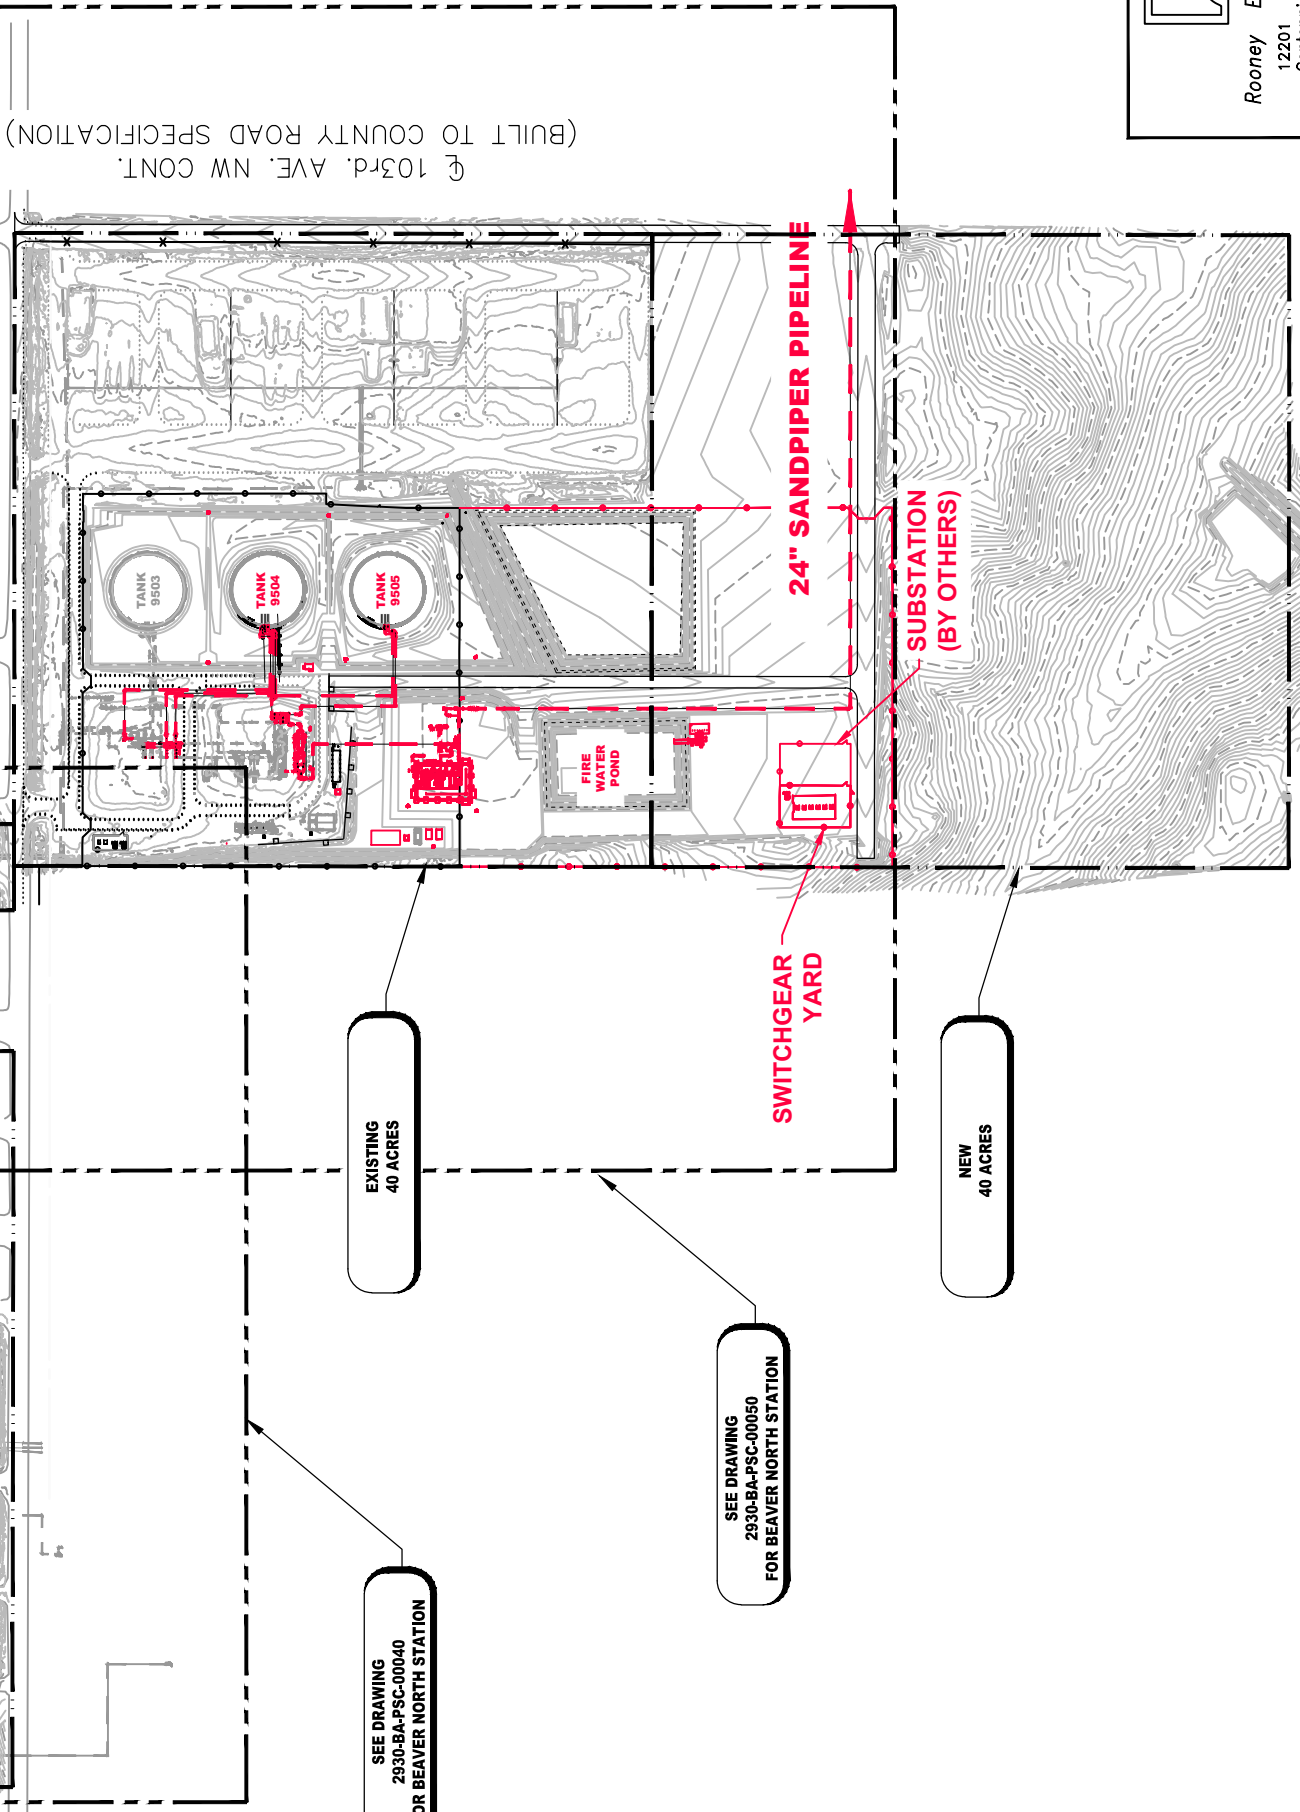 ℄ 103rd. AVE. NW CONT.
(BUILT TO COUNTY ROAD SPECIFICATION)
Rooney
12201
24" SANDPIPER PIPELINE
TANK
9503
TANK
9504
TANK
9505
FIRE
WATER
POND
SUBSTATION
(BY OTHERS)
SWITCHGEAR
YARD
EXISTING
40 ACRES
NEW
40 ACRES
SEE DRAWING
2930-BA-PSC-00050
FOR BEAVER NORTH STATION
SEE DRAWING
2930-BA-PSC-00040
OR BEAVER NORTH STATION